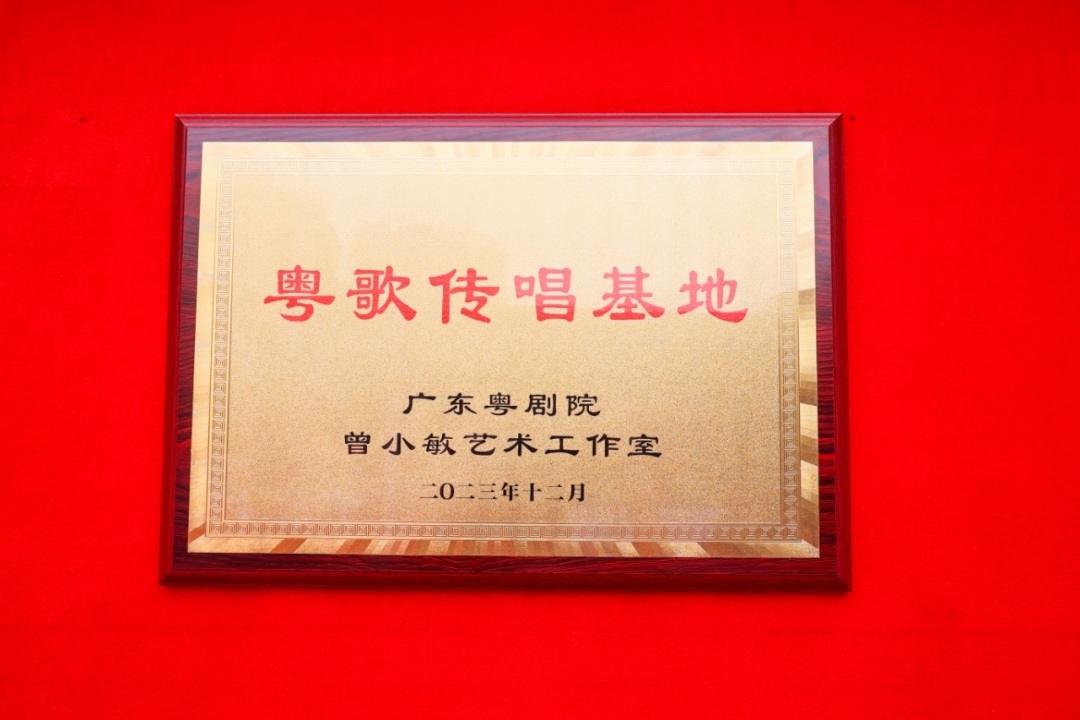 粤歌传唱基地
广东粤剧院
曾小敏艺术工作室
二〇二三年十二月